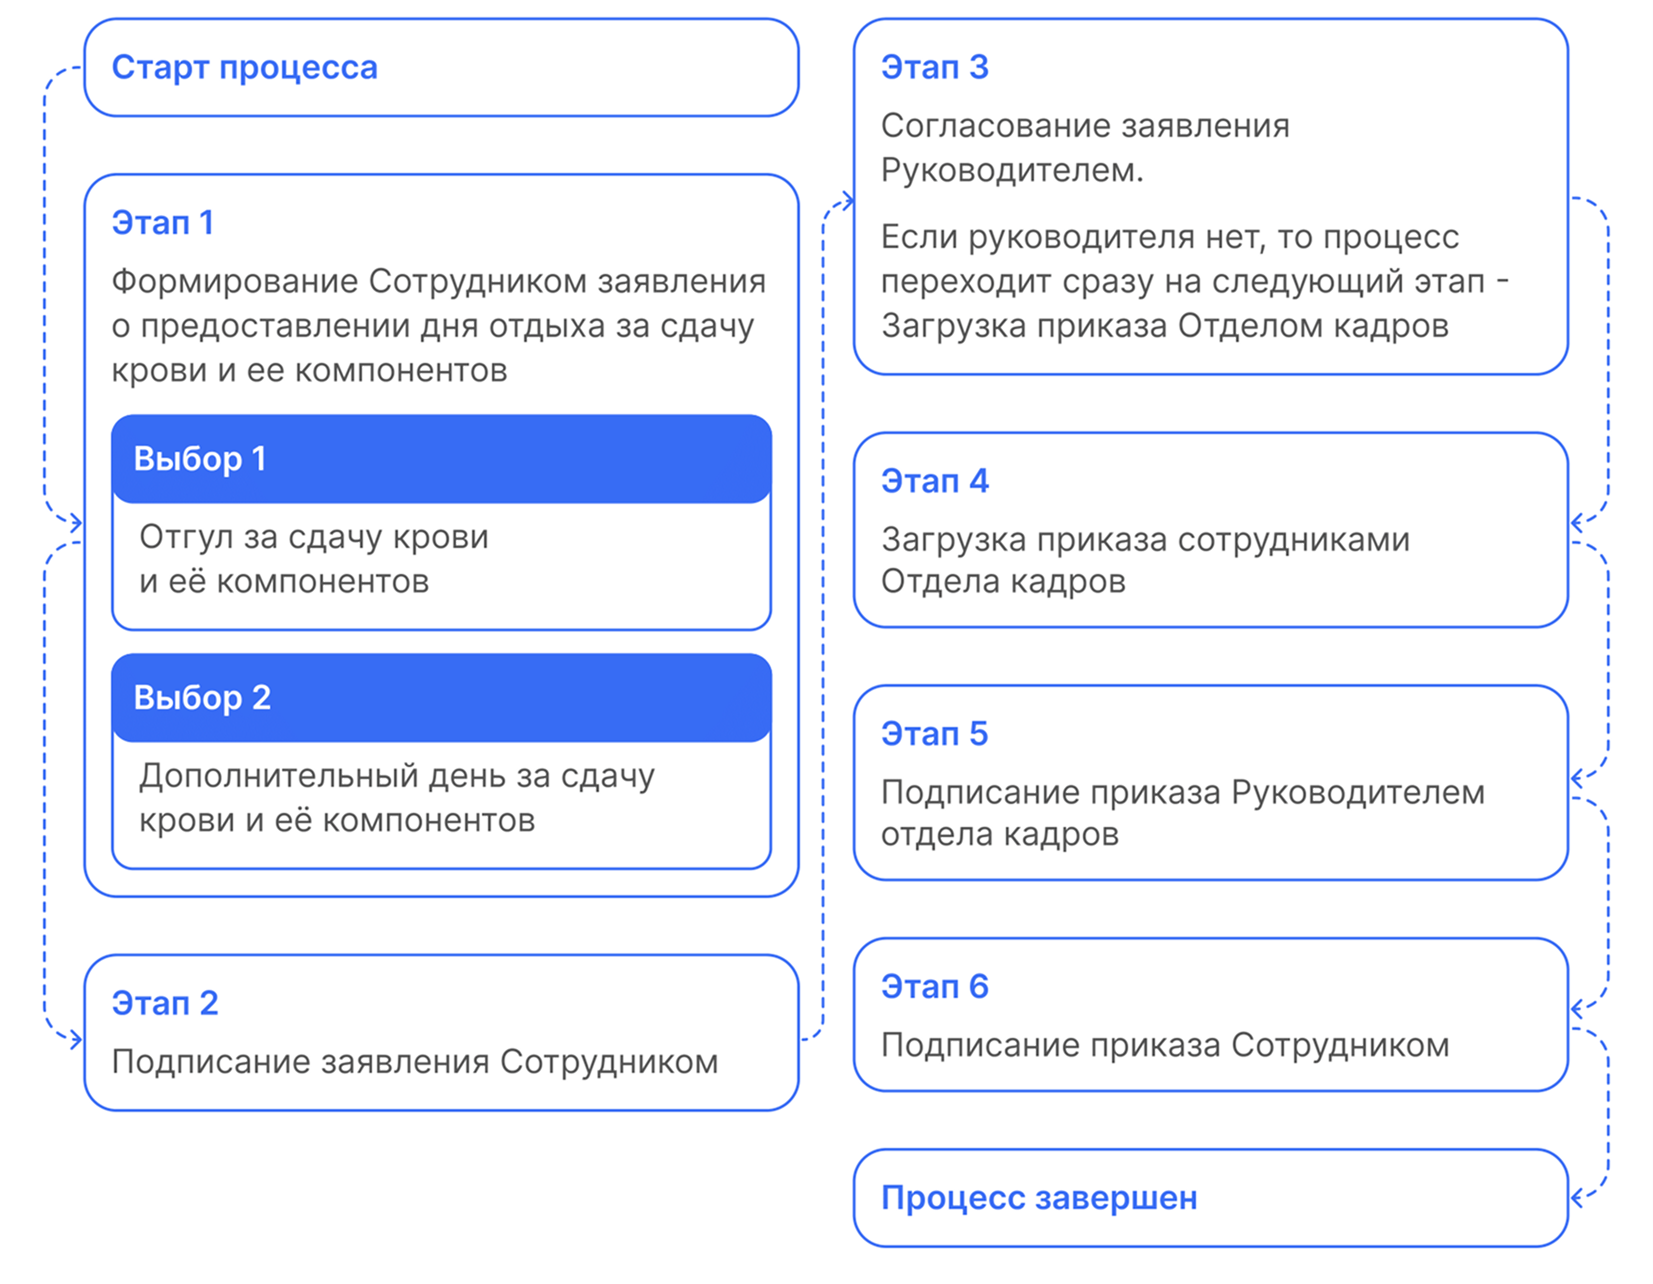 Старт процесса
Этап 1
Формирование Сотрудником заявления
о предоставлении дня отдыха за сдачу
крови и ее компонентов
Выбор 1
Отгул за сдачу крови
и её компонентов
Выбор 2
Дополнительный день за сдачу
крови и её компонентов
Этап 2
Подписание заявления Сотрудником
Этап 3
Согласование заявления
Руководителем.
Если руководителя нет, то процесс
переходит сразу на следующий этап -
Загрузка приказа Отделом кадров
Этап 4
Загрузка приказа сотрудниками
Отдела кадров
Этап 5
Подписание приказа Руководителем
отдела кадров
Этап 6
Подписание приказа Сотрудником
Процесс завершен